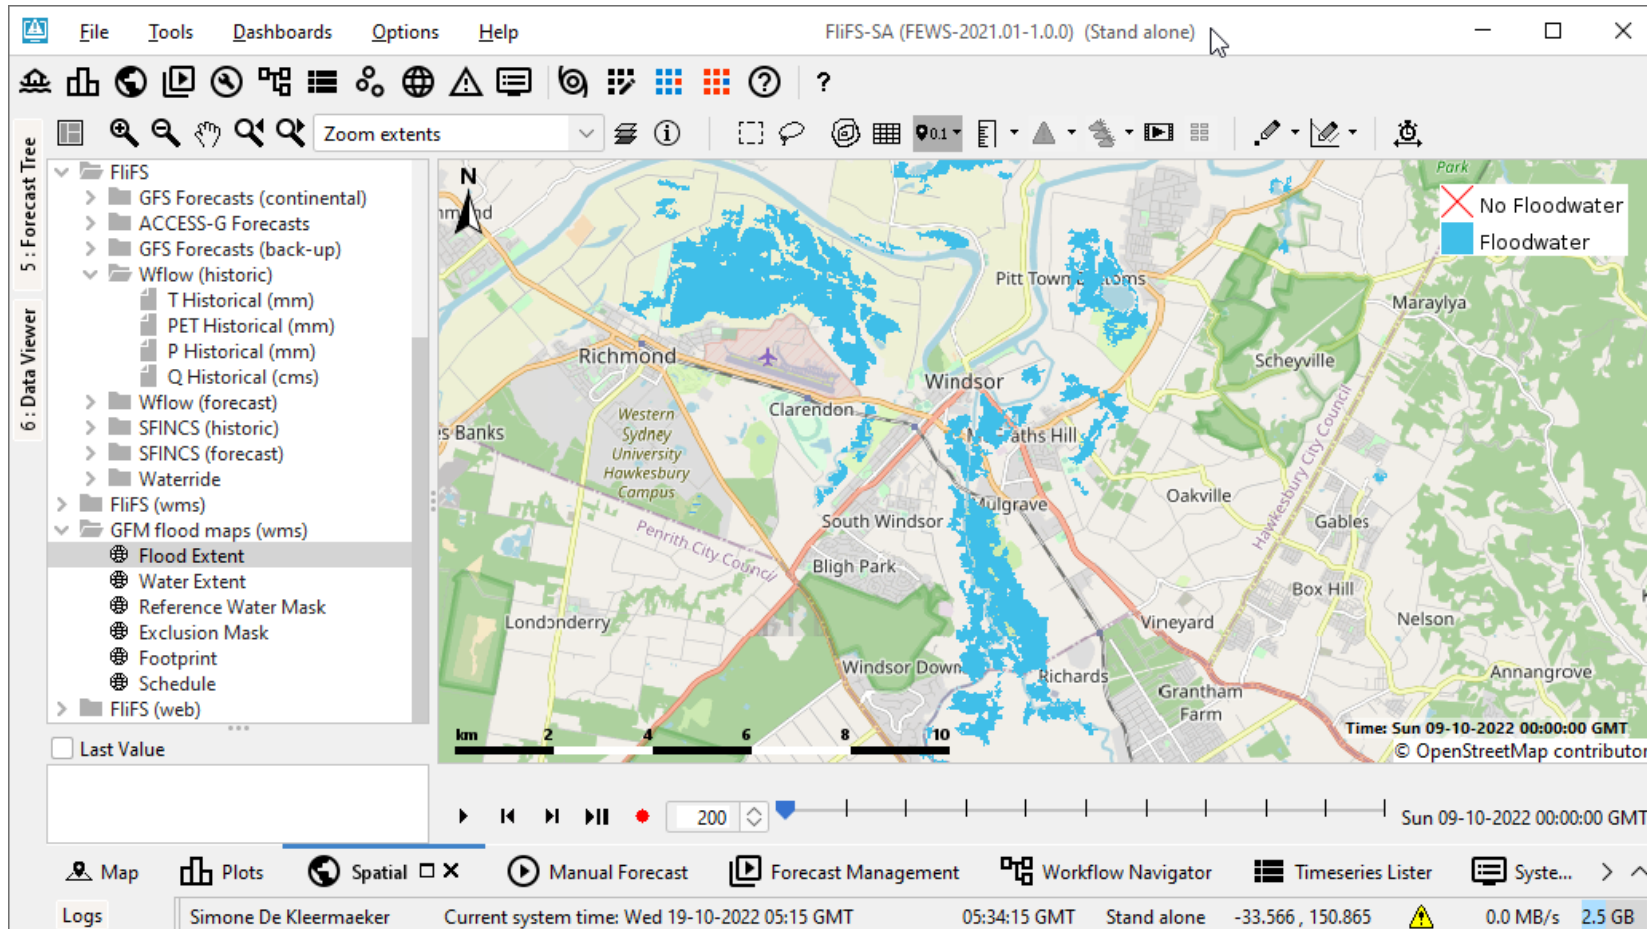 File Tools Dashboards Options Help FliFS-SA (FEWS-2021.01-1.0.0) (Stand alone)
?
Zoom extents
0.1
5 : Forecast Tree
6 : Data Viewer
FliFS
GFS Forecasts (continental)
ACCESS-G Forecasts
GFS Forecasts (back-up)
Wflow (historic)
T Historical (mm)
PET Historical (mm)
P Historical (mm)
Q Historical (cms)
Wflow (forecast)
SFINCS (historic)
SFINCS (forecast)
Waterride
FliFS (wms)
GFM flood maps (wms)
Flood Extent
Water Extent
Reference Water Mask
Exclusion Mask
Footprint
Schedule
FliFS (web)
Last Value
N
Park
No Floodwater
Floodwater
Pitt Town Bottoms
Maraylya
Richmond
Scheyville
Windsor
Clarendon
Western
Sydney
University
Hawkesbury
Campus
es Banks
Hawkesbury City Council
Oakville
Mulgrave
South Windsor
Gables
Penrith City Council
Bligh Park
Box Hill
Londonderry
Vineyard
Nelson
Windsor Down
Richards
Annangrove
Grantham
Farm
km 2 4 6 8 10
Time: Sun 09-10-2022 00:00:00 GMT
© OpenStreetMap contributor
200
Sun 09-10-2022 00:00:00 GMT
Map Plots Spatial Manual Forecast Forecast Management Workflow Navigator Timeseries Lister Syste...
Logs Simone De Kleermaeker Current system time: Wed 19-10-2022 05:15 GMT 05:34:15 GMT Stand alone -33.566 , 150.865 0.0 MB/s 2.5 GB